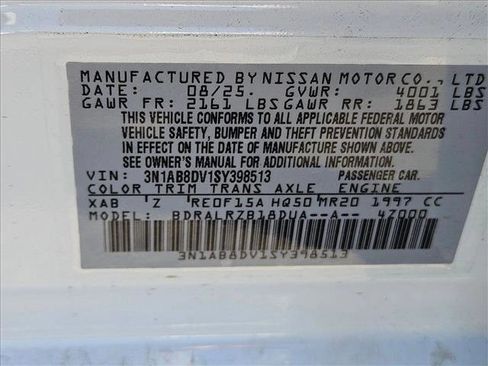 MANUFACTURED BY NISSAN MOTOR CO., LTD
DATE: 08/25. GVWR: 4001 LBS
GAWR FR: 2161 LBS GAWR RR: 1863 LBS
THIS VEHICLE CONFORMS TO ALL APPLICABLE FEDERAL MOTOR
VEHICLE SAFETY, BUMPER AND THEFT PREVENTION STANDARDS
IN EFFECT ON THE DATE OF MANUFACTURE SHOWN ABOVE.
SEE OWNER'S MANUAL FOR ADDITIONAL INFORMATION.
VIN: 3N1AB8DV1SY398513 PASSENGER CAR.
COLOR TRIM TRANS AXLE ENGINE
XAB Z RE0F15A HQ50 MR20 1997 CC
MODEL: BDRALRZB18DUA--A-- 4Z000
3N1AB8DV1SY398513